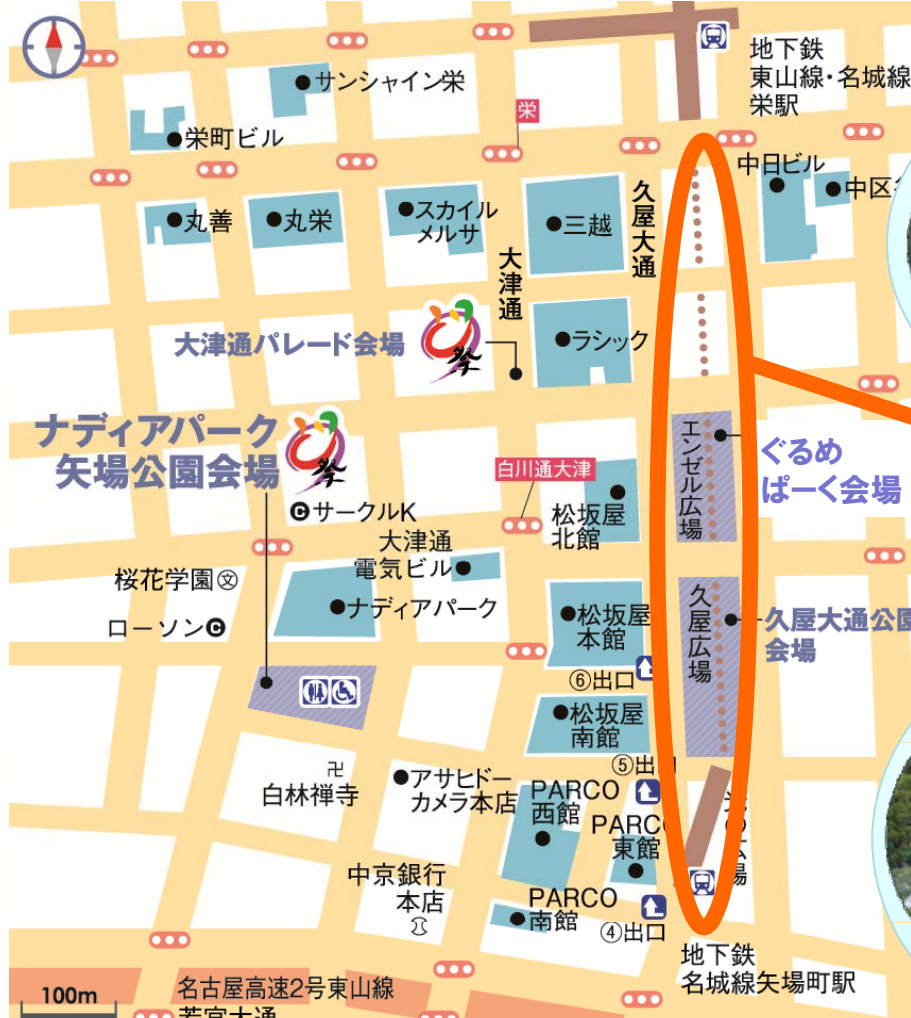 地下鉄
東山線・名城線
栄駅
サンシャイン栄
栄
栄町ビル
中日ビル
中区
丸善
丸栄
スカイル
メルサ
三越
久屋大通
大津通
大津通パレード会場
祭
ラシック
ナディアパーク
矢場公園会場
祭
エンゼル広場
ぐるめ
ぱーく会場
白川通大津
サークルK
松坂屋
北館
大津通
電気ビル
桜花学園
文
ナディアパーク
ローソン
C
C
松坂屋
本館
久屋広場
久屋大通公園
会場
⑥出口
松坂屋
南館
⑤出口
卍
白林禅寺
アサヒドー
カメラ本店
PARCO
西館
PARCO
東館
中京銀行
本店
PARCO
南館
④出口
地下鉄
名城線矢場町駅
100m
名古屋高速2号東山線
若宮大通